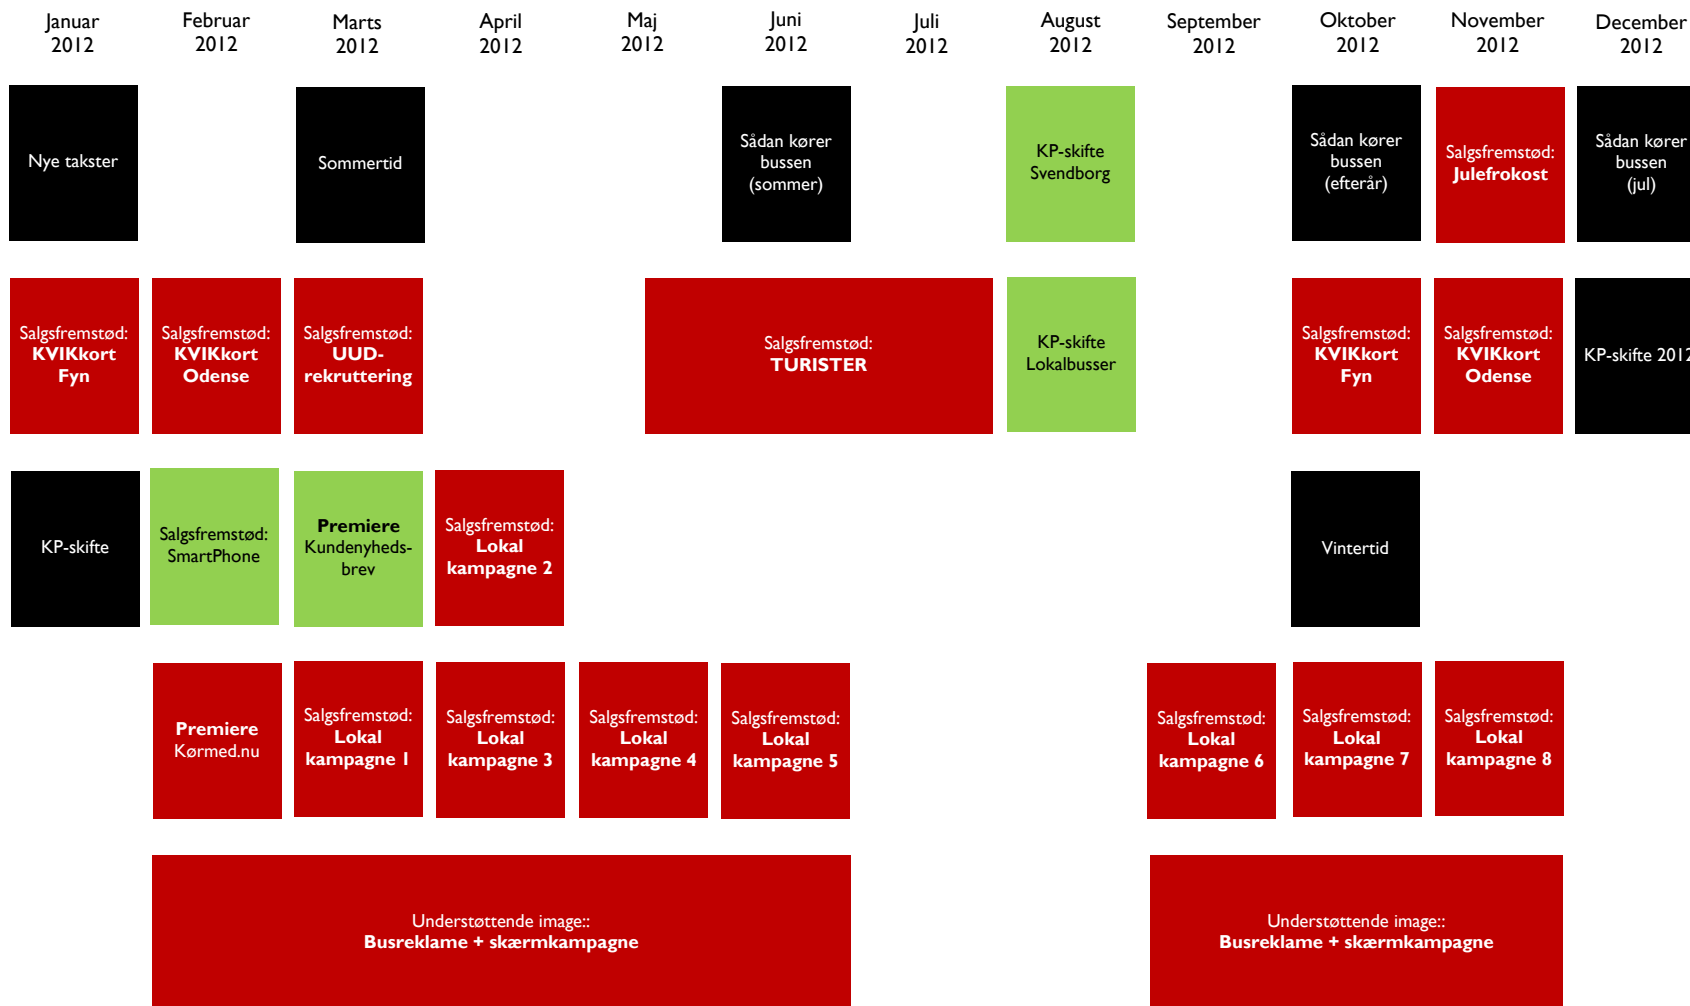 Januar
2012
Februar
2012
Marts
2012
April
2012
Maj
2012
Juni
2012
Juli
2012
August
2012
September
2012
Oktober
2012
November
2012
December
2012
Nye takster
Sommertid
Sådan kører
bussen
(sommer)
KP-skifte
Svendborg
Sådan kører
bussen
(efterår)
Salgsfremstød:
Julefrokost
Sådan kører
bussen
(jul)
Salgsfremstød:
KVIKkort
Fyn
Salgsfremstød:
KVIKkort
Odense
Salgsfremstød:
UUD-
rekruttering
Salgsfremstød:
TURISTER
KP-skifte
Lokalbusser
Salgsfremstød:
KVIKkort
Fyn
Salgsfremstød:
KVIKkort
Odense
KP-skifte 2012
KP-skifte
Salgsfremstød:
SmartPhone
Premiere
Kundenyheds-
brev
Salgsfremstød:
Lokal
kampagne 2
Vintertid
Premiere
Kørmed.nu
Salgsfremstød:
Lokal
kampagne 1
Salgsfremstød:
Lokal
kampagne 3
Salgsfremstød:
Lokal
kampagne 4
Salgsfremstød:
Lokal
kampagne 5
Salgsfremstød:
Lokal
kampagne 6
Salgsfremstød:
Lokal
kampagne 7
Salgsfremstød:
Lokal
kampagne 8
Understøttende image::
Busreklame + skærmkampagne
Understøttende image::
Busreklame + skærmkampagne